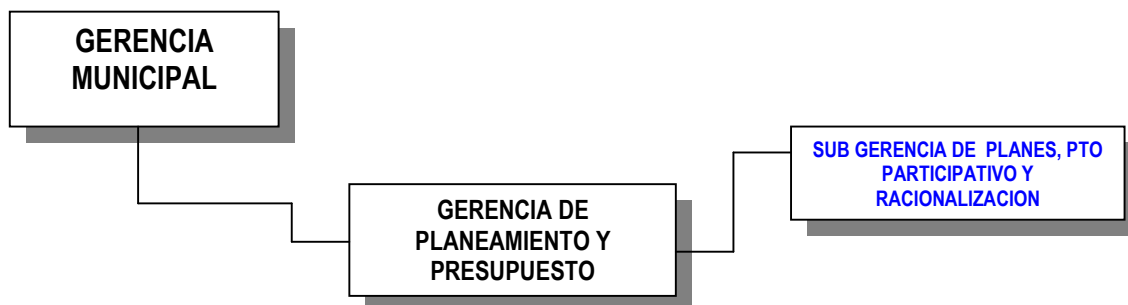 GERENCIA
MUNICIPAL
SUB GERENCIA DE PLANES, PTO
PARTICIPATIVO Y
RACIONALIZACION
GERENCIA DE
PLANEAMIENTO Y
PRESUPUESTO